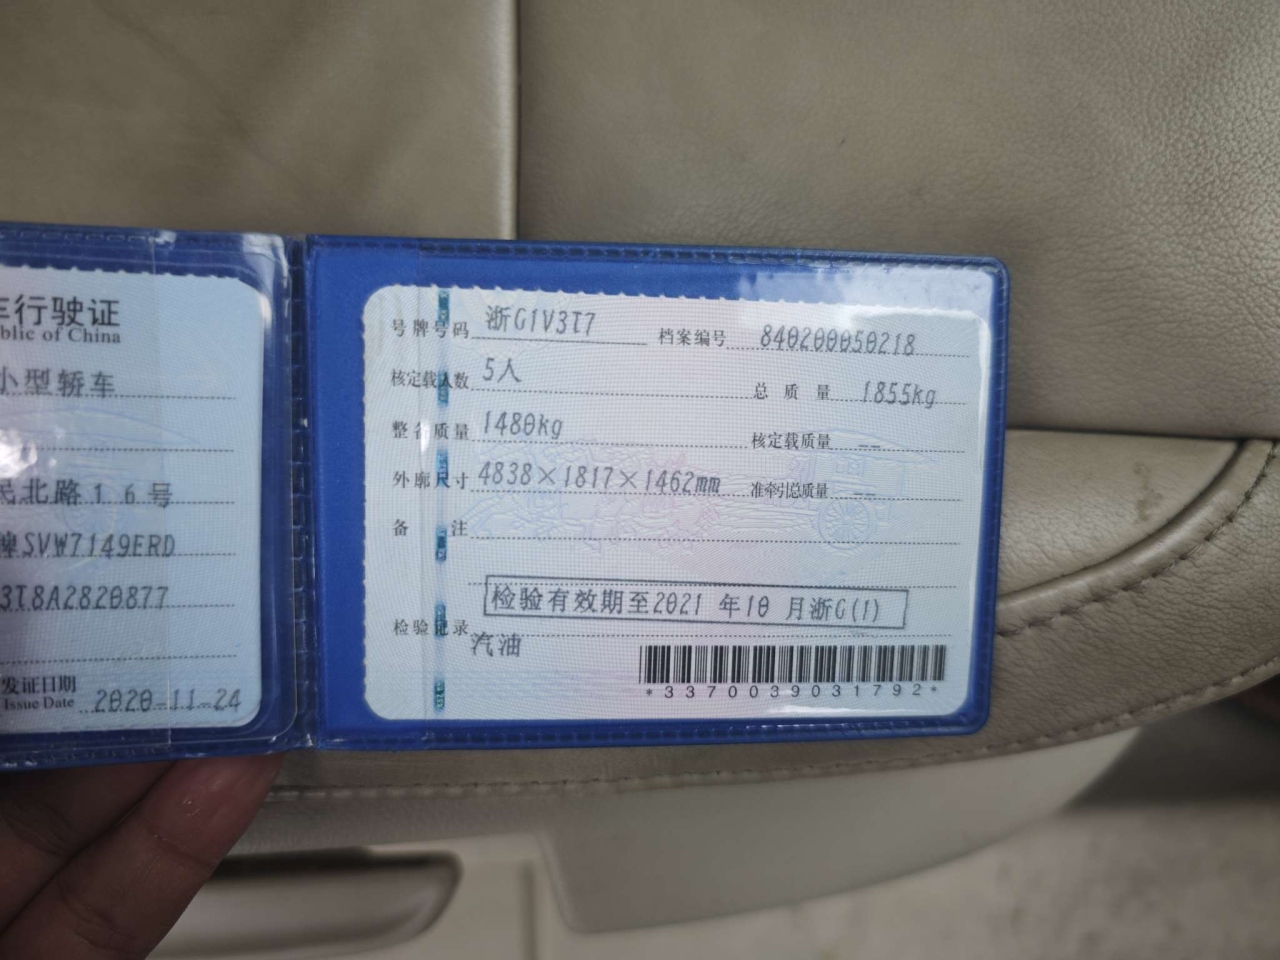 车行驶证
blic of China
小型轿车
民北路16号
牌SVW7149ERD
3T8A2820877
发证日期
Issue Date 2020-11-24
号牌号码 浙G1V3T7 档案编号 840200050218
核定载人数 5人 总质量 1855kg
整备质量 1480kg 核定载质量 --
外廓尺寸 4838×1817×1462mm 准牵引总质量 --
备注
检验有效期至2021 年10 月浙G(1)
检验记录
汽油
*3370039031792*